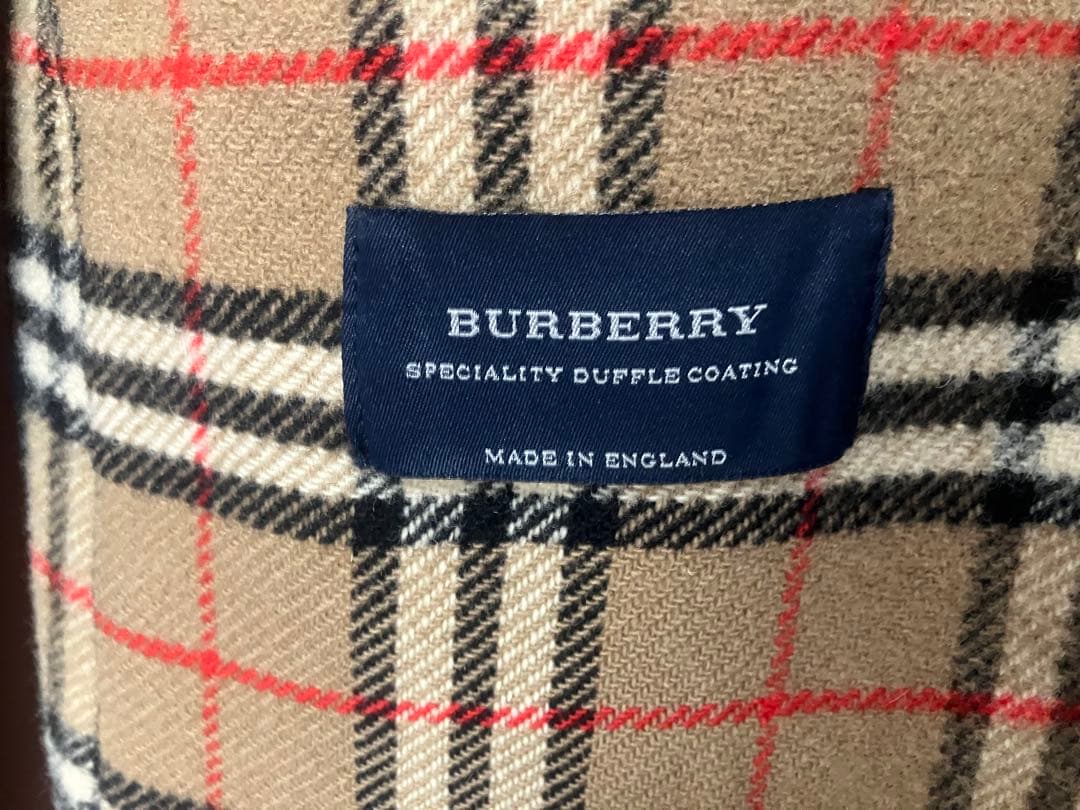 BURBERRY
SPECIALITY DUFFLE COATING
MADE IN ENGLAND